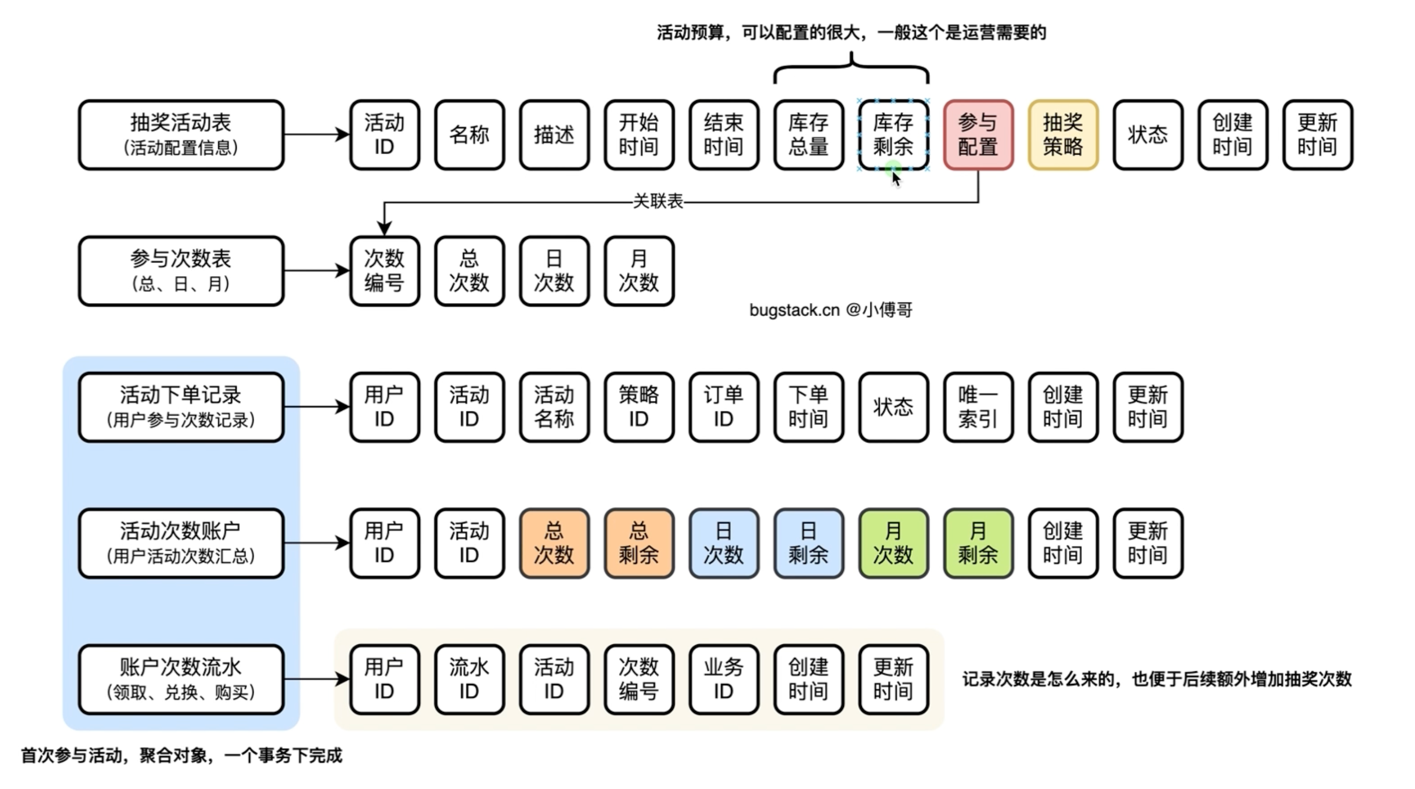 活动预算，可以配置的很大，一般这个是运营需要的
抽奖活动表
(活动配置信息)
活动
ID
名称
描述
开始
时间
结束
时间
库存
总量
库存
剩余
参与
配置
抽奖
策略
状态
创建
时间
更新
时间
关联表
参与次数表
(总、日、月)
次数
编号
总
次数
日
次数
月
次数
bugstack.cn @小傅哥
活动下单记录
(用户参与次数记录)
用户
ID
活动
ID
活动
名称
策略
ID
订单
ID
下单
时间
状态
唯一
索引
创建
时间
更新
时间
活动次数账户
(用户活动次数汇总)
用户
ID
活动
ID
总
次数
总
剩余
日
次数
日
剩余
月
次数
月
剩余
创建
时间
更新
时间
账户次数流水
(领取、兑换、购买)
用户
ID
流水
ID
活动
ID
次数
编号
业务
ID
创建
时间
更新
时间
记录次数是怎么来的，也便于后续额外增加抽奖次数
首次参与活动，聚合对象，一个事务下完成